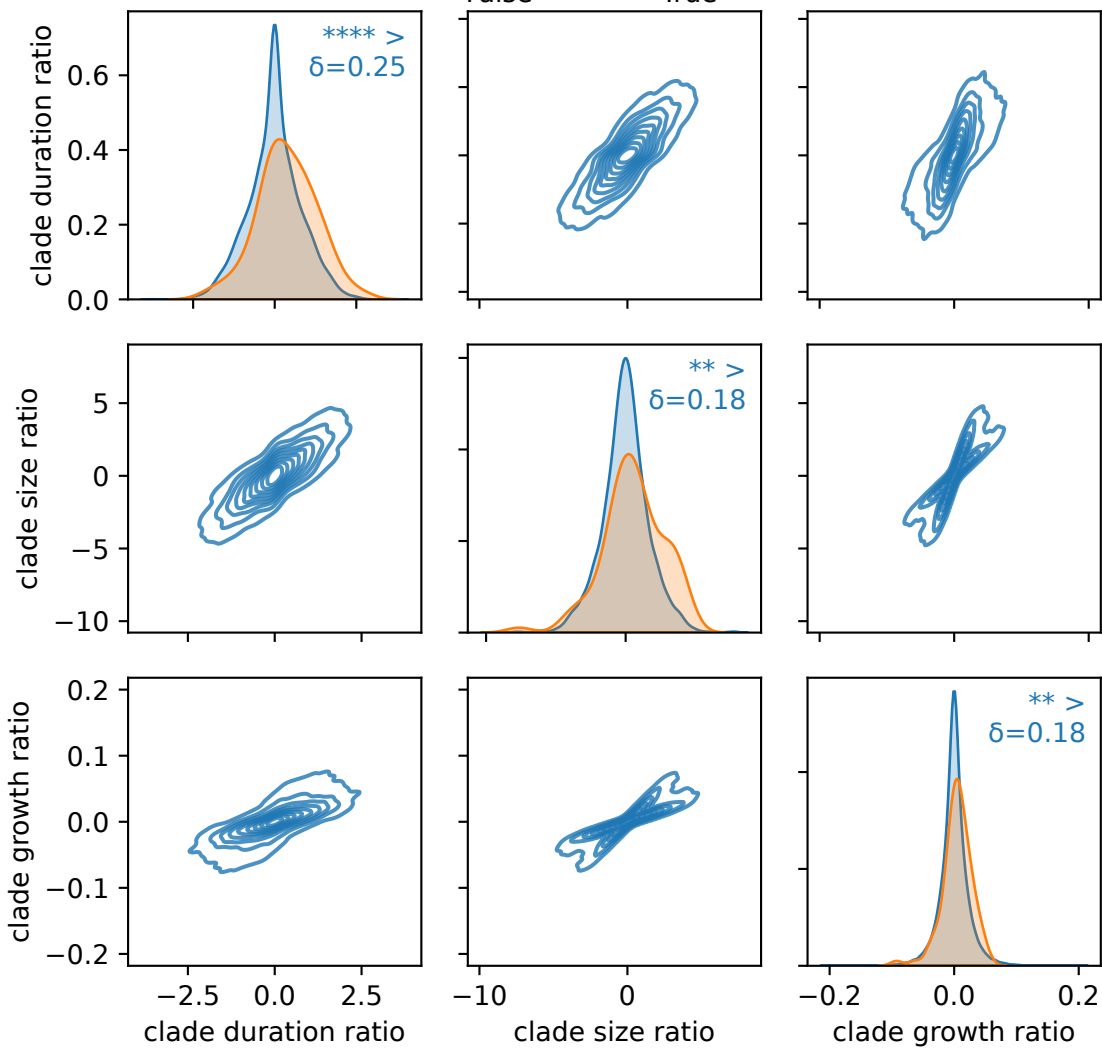 True
clade duration ratio
0.6
0.4
0.2
0.0
**** >
δ=0.25
clade size ratio
5
0
−5
−10
** >
δ=0.18
clade growth ratio
0.2
0.1
0.0
−0.1
−0.2
** >
δ=0.18
−2.5 0.0 2.5
−10 0
−0.2 0.0 0.2
clade duration ratio
clade size ratio
clade growth ratio